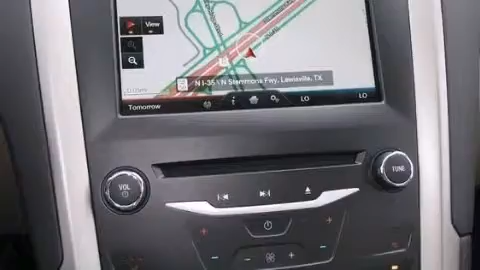 View
N I-35 \ N Stemmons Fwy, Lewisville, TX
Tomorrow
LO
LO
VOL
TUNE